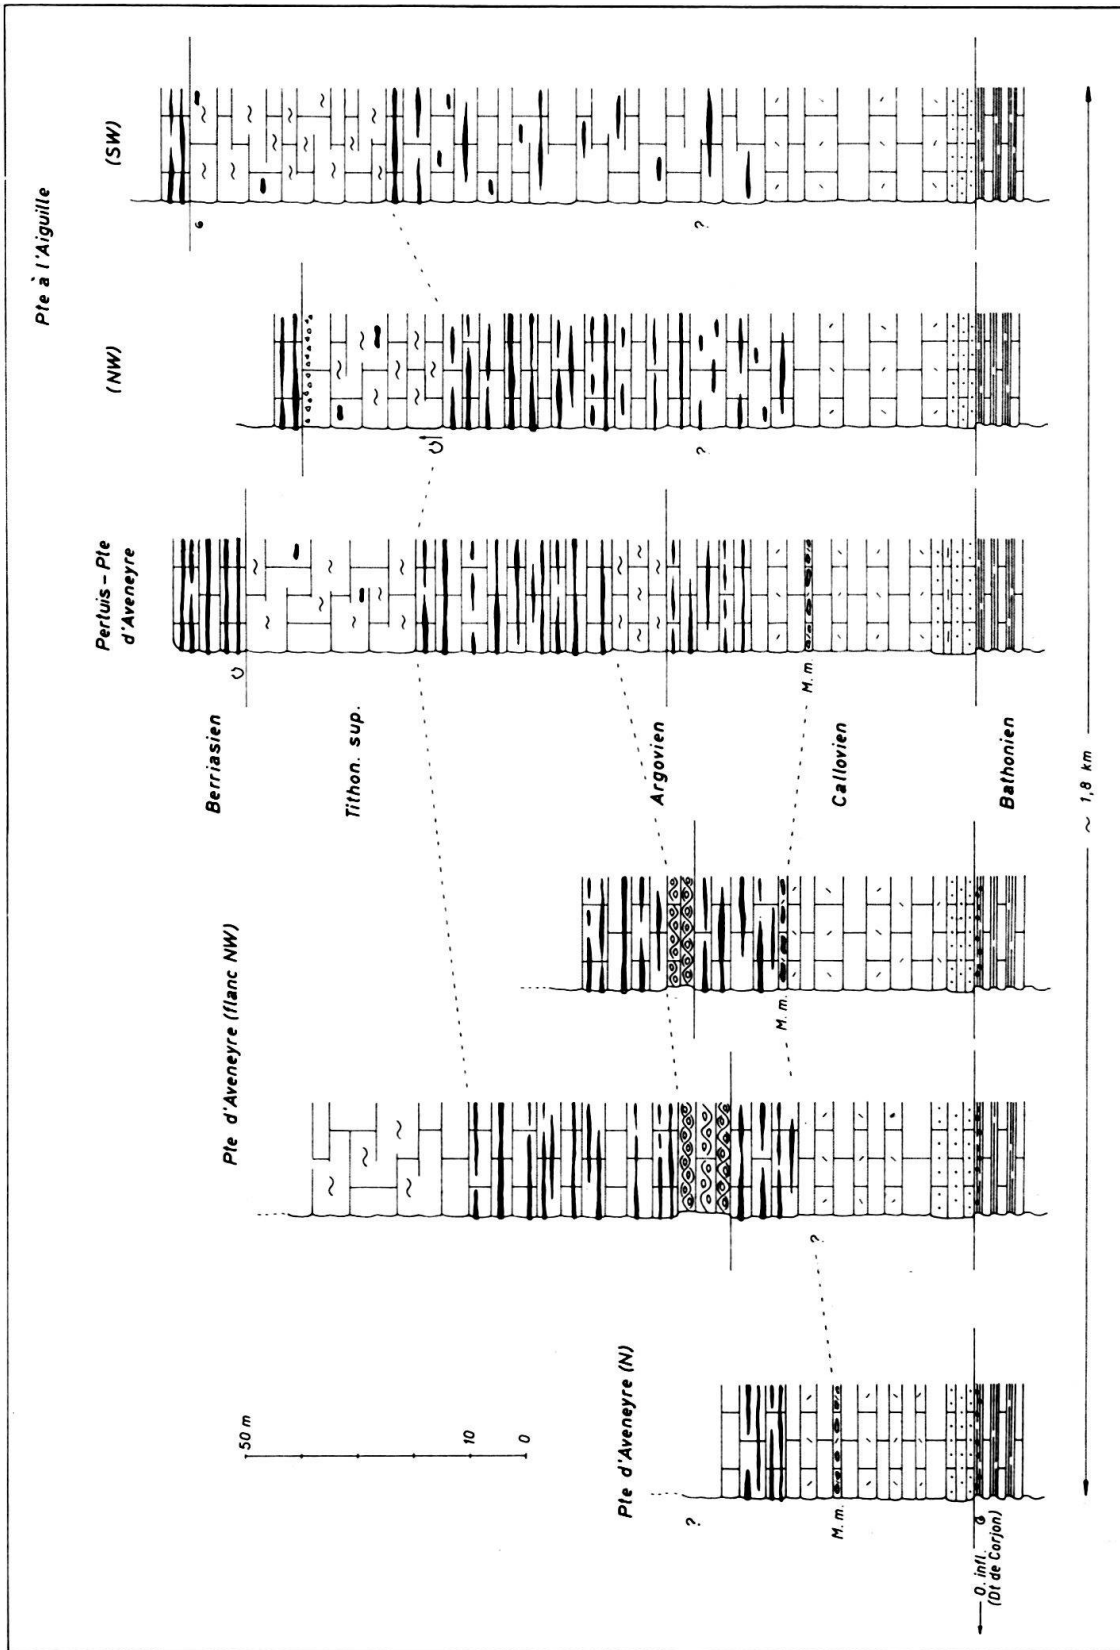 Pte à l'Aiguille
(SW)
(NW)
Pertuis - Pte
d'Aveneyre
Pte d'Aveneyre (flanc NW)
Pte d'Aveneyre (N)
Berriasien
Tithon. sup.
Argovien
Callovien
Bathonien
?
?
?
?
M. m.
M. m.
M. m.
50 m
10
0
~ 1,8 km
O. infl.
(Dt de Corjon)